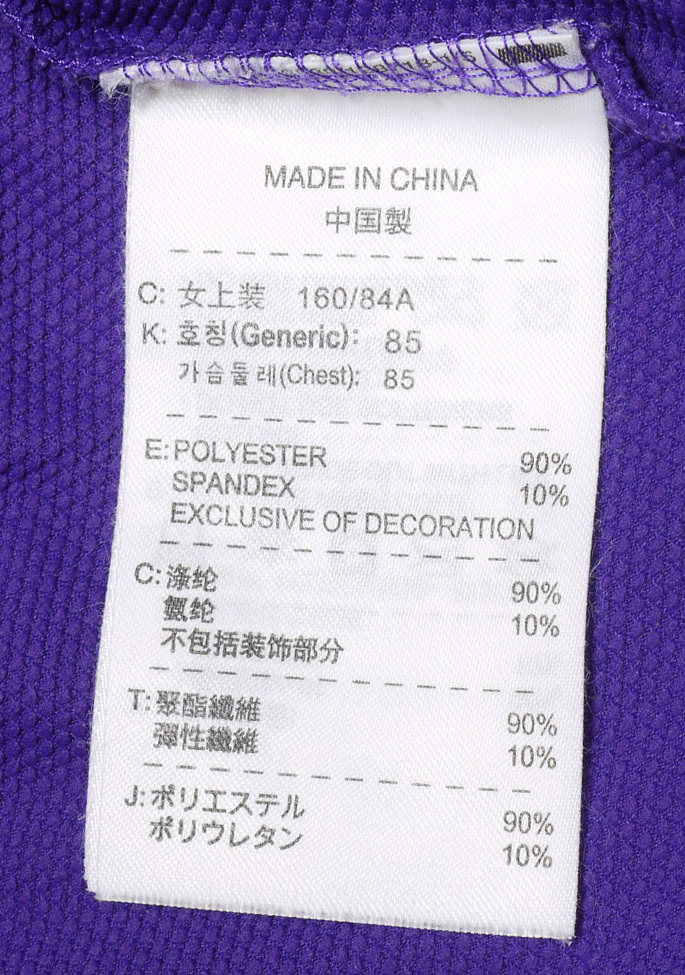 MADE IN CHINA
中国製
C: 女上装 160/84A
K: 호칭(Generic): 85
가슴둘레(Chest): 85
E: POLYESTER 90%
SPANDEX 10%
EXCLUSIVE OF DECORATION
C: 涤纶 90%
氨纶 10%
不包括装饰部分
T: 聚酯纖維 90%
彈性纖維 10%
J: ポリエステル 90%
ポリウレタン 10%